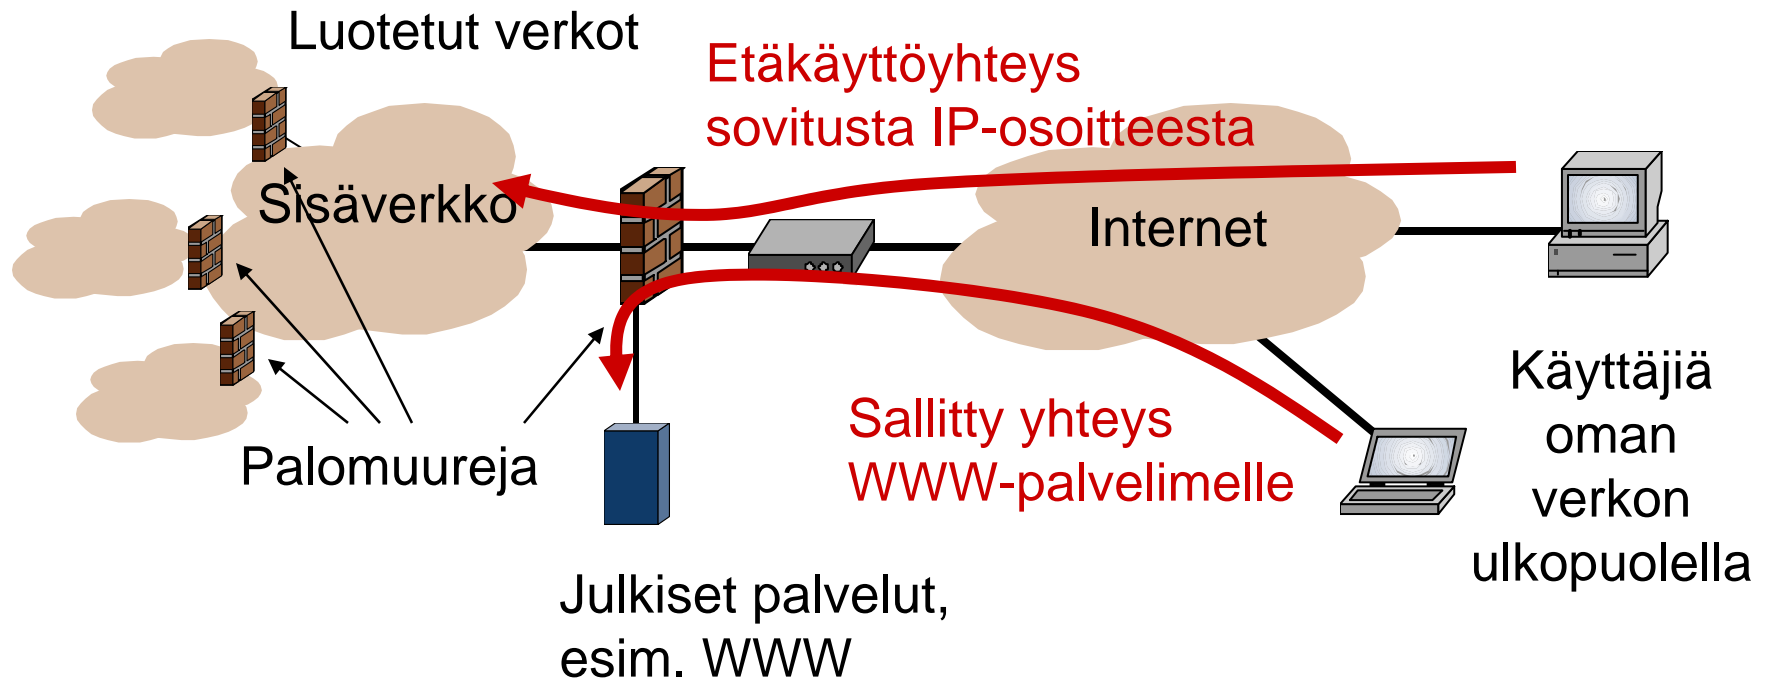 Luotetut verkot
Etäkäyttöyhteys
sovitusta IP-osoitteesta
Sisäverkko
Internet
Palomuureja
Sallitty yhteys
WWW-palvelimelle
Käyttäjiä
oman
verkon
ulkopuolella
Julkiset palvelut,
esim. WWW